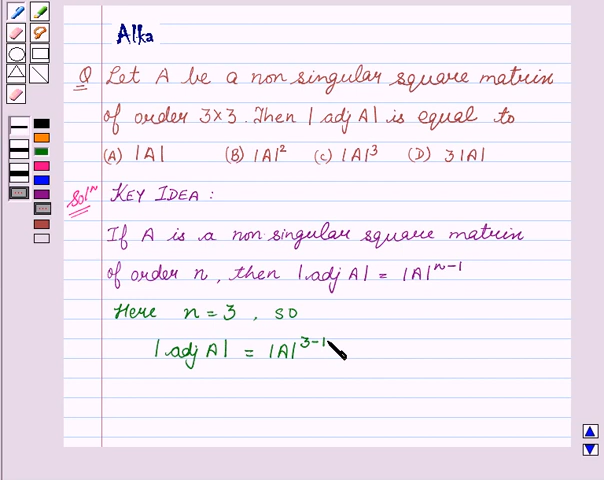 Alka
Q Let A be a non singular square matrix
of order 3×3. Then |adj A| is equal to
(A) |A| (B) |A|² (C) |A|³ (D) 3|A|
Solⁿ KEY IDEA :
If A is a non singular square matrix
of order n, then |adj A| = |A|ⁿ⁻¹
Here n = 3, so
|adj A| = |A|³⁻¹